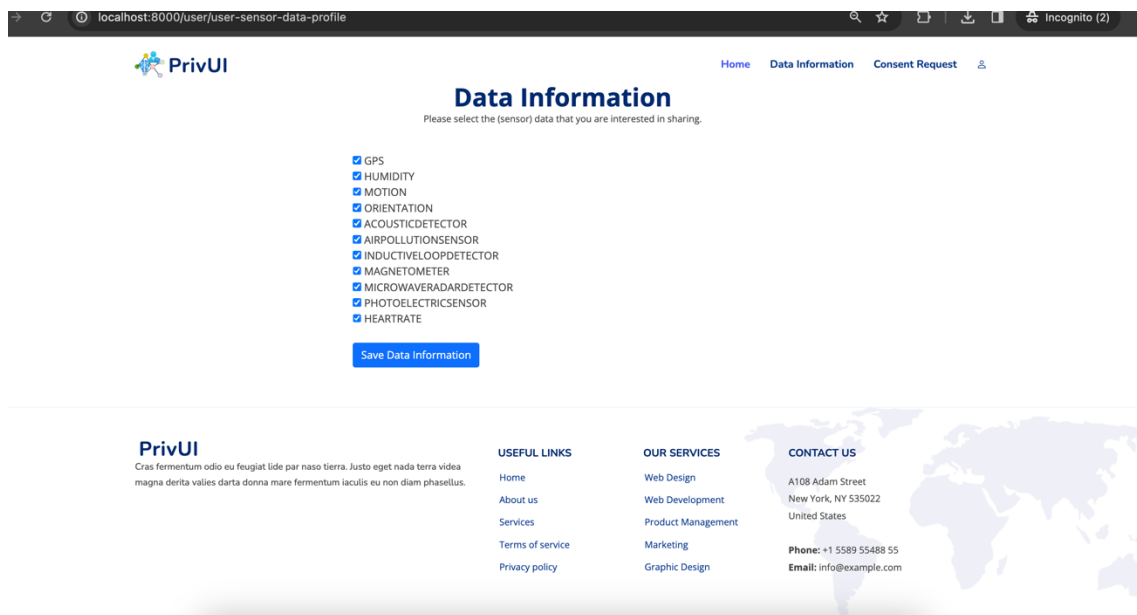 localhost:8000/user/user-sensor-data-profile
Incognito (2)
PrivUI
Home Data Information Consent Request
Data Information
Please select the (sensor) data that you are interested in sharing.
GPS
HUMIDITY
MOTION
ORIENTATION
ACOUSTICDETECTOR
AIRPOLLUTIONSENSOR
INDUCTIVELOOPDETECTOR
MAGNETOMETER
MICROWAVERADARDETECTOR
PHOTOELECTRICSENSOR
HEARTRATE
Save Data Information
PrivUI
Cras fermentum odio eu feugiat lide par naso tierra. Justo eget nada terra videa
magna derita valies darta donna mare fermentum iaculis eu non diam phasellus.
USEFUL LINKS
Home
About us
Services
Terms of service
Privacy policy
OUR SERVICES
Web Design
Web Development
Product Management
Marketing
Graphic Design
CONTACT US
A108 Adam Street
New York, NY 535022
United States
Phone: +1 5589 55488 55
Email: info@example.com